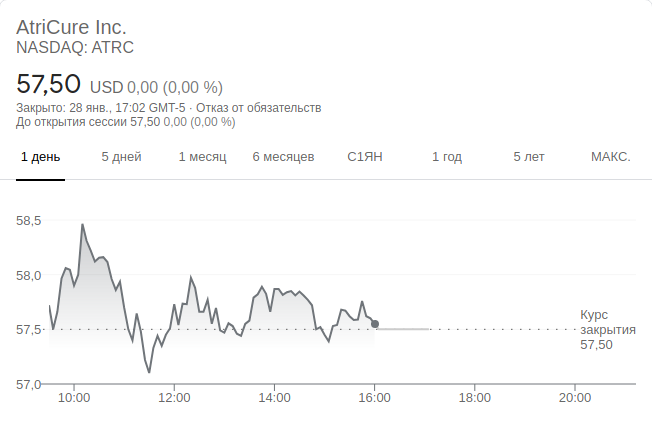 AtriCure Inc.
NASDAQ: ATRC
57,50 USD 0,00 (0,00 %)
Закрыто: 28 янв., 17:02 GMT-5 · Отказ от обязательств
До открытия сессии 57,50 0,00 (0,00 %)
1 день 5 дней 1 месяц 6 месяцев С1ЯН 1 год 5 лет МАКС.
58,5
58,0
57,5
57,0
Курс
закрытия
57,50
10:00 12:00 14:00 16:00 18:00 20:00